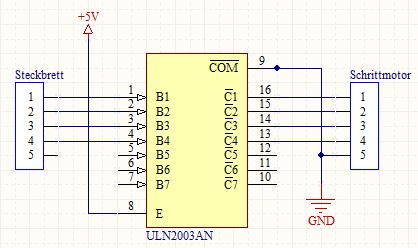 +5V
Steckbrett
Schrittmotor
COM 9
1 1 B1 C1 16 1
2 2 B2 C2 15 2
3 3 B3 C3 14 3
4 4 B4 C4 13 4
5 5 B5 C5 12 5
6 B6 C6 11
7 B7 C7 10
8 E
GND
ULN2003AN